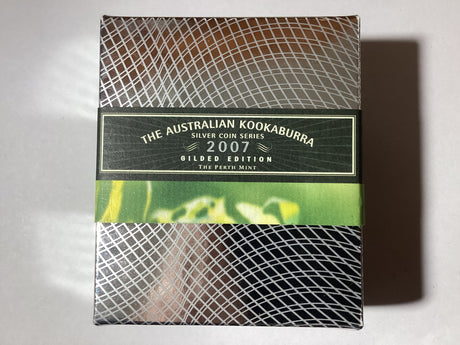 THE AUSTRALIAN KOOKABURRA
SILVER COIN SERIES
2007
GILDED EDITION
THE PERTH MINT